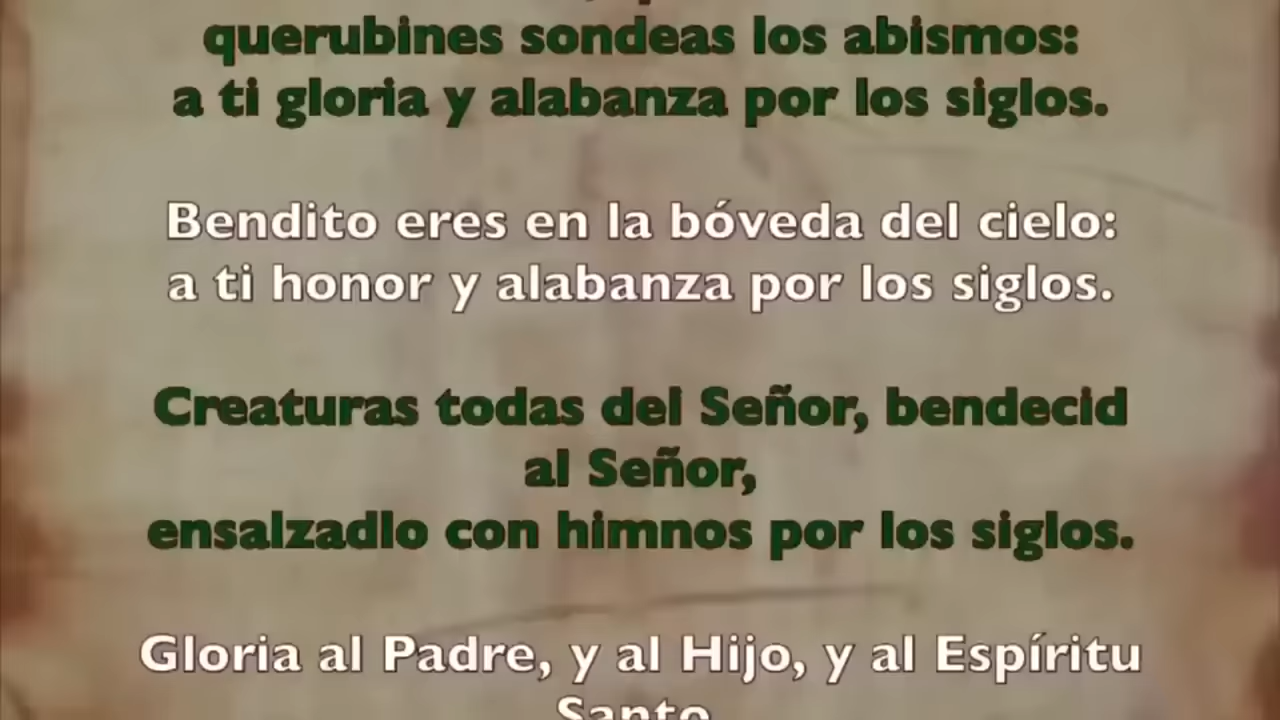 querubines sondeas los abismos:
a ti gloria y alabanza por los siglos.
Bendito eres en la bóveda del cielo:
a ti honor y alabanza por los siglos.
Creaturas todas del Señor, bendecid
al Señor,
ensalzadlo con himnos por los siglos.
Gloria al Padre, y al Hijo, y al Espíritu
Santo